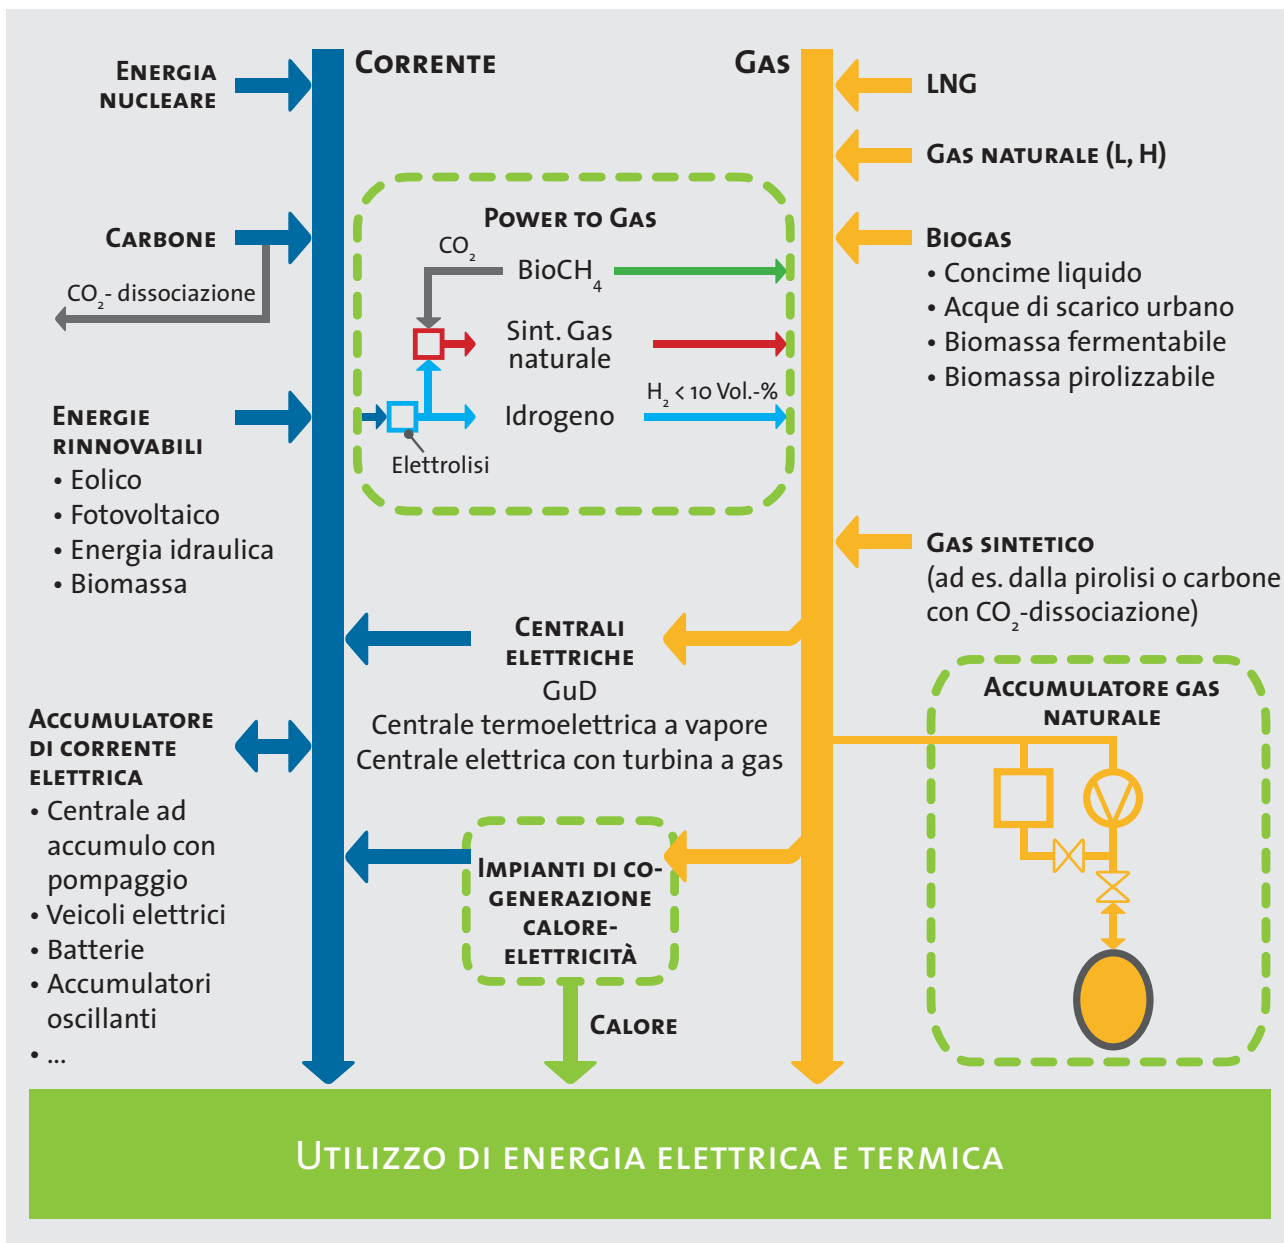 Energia
nucleare
Corrente
Gas
LNG
Gas naturale (L, H)
Carbone
CO₂- dissociazione
Power to Gas
CO₂
BioCH₄
Sint. Gas
naturale
H₂ < 10 Vol.-%
Idrogeno
Elettrolisi
Biogas
• Concime liquido
• Acque di scarico urbano
• Biomassa fermentabile
• Biomassa pirolizzabile
Energie
rinnovabili
• Eolico
• Fotovoltaico
• Energia idraulica
• Biomassa
Gas sintetico
(ad es. dalla pirolisi o carbone
con CO₂-dissociazione)
Centrali
elettriche
GuD
Centrale termoelettrica a vapore
Centrale elettrica con turbina a gas
Accumulatore gas
naturale
Accumulatore
di corrente
elettrica
• Centrale ad
accumulo con
pompaggio
• Veicoli elettrici
• Batterie
• Accumulatori
oscillanti
• ...
Impianti di co-
generazione
calore-
elettricità
Calore
Utilizzo di energia elettrica e termica